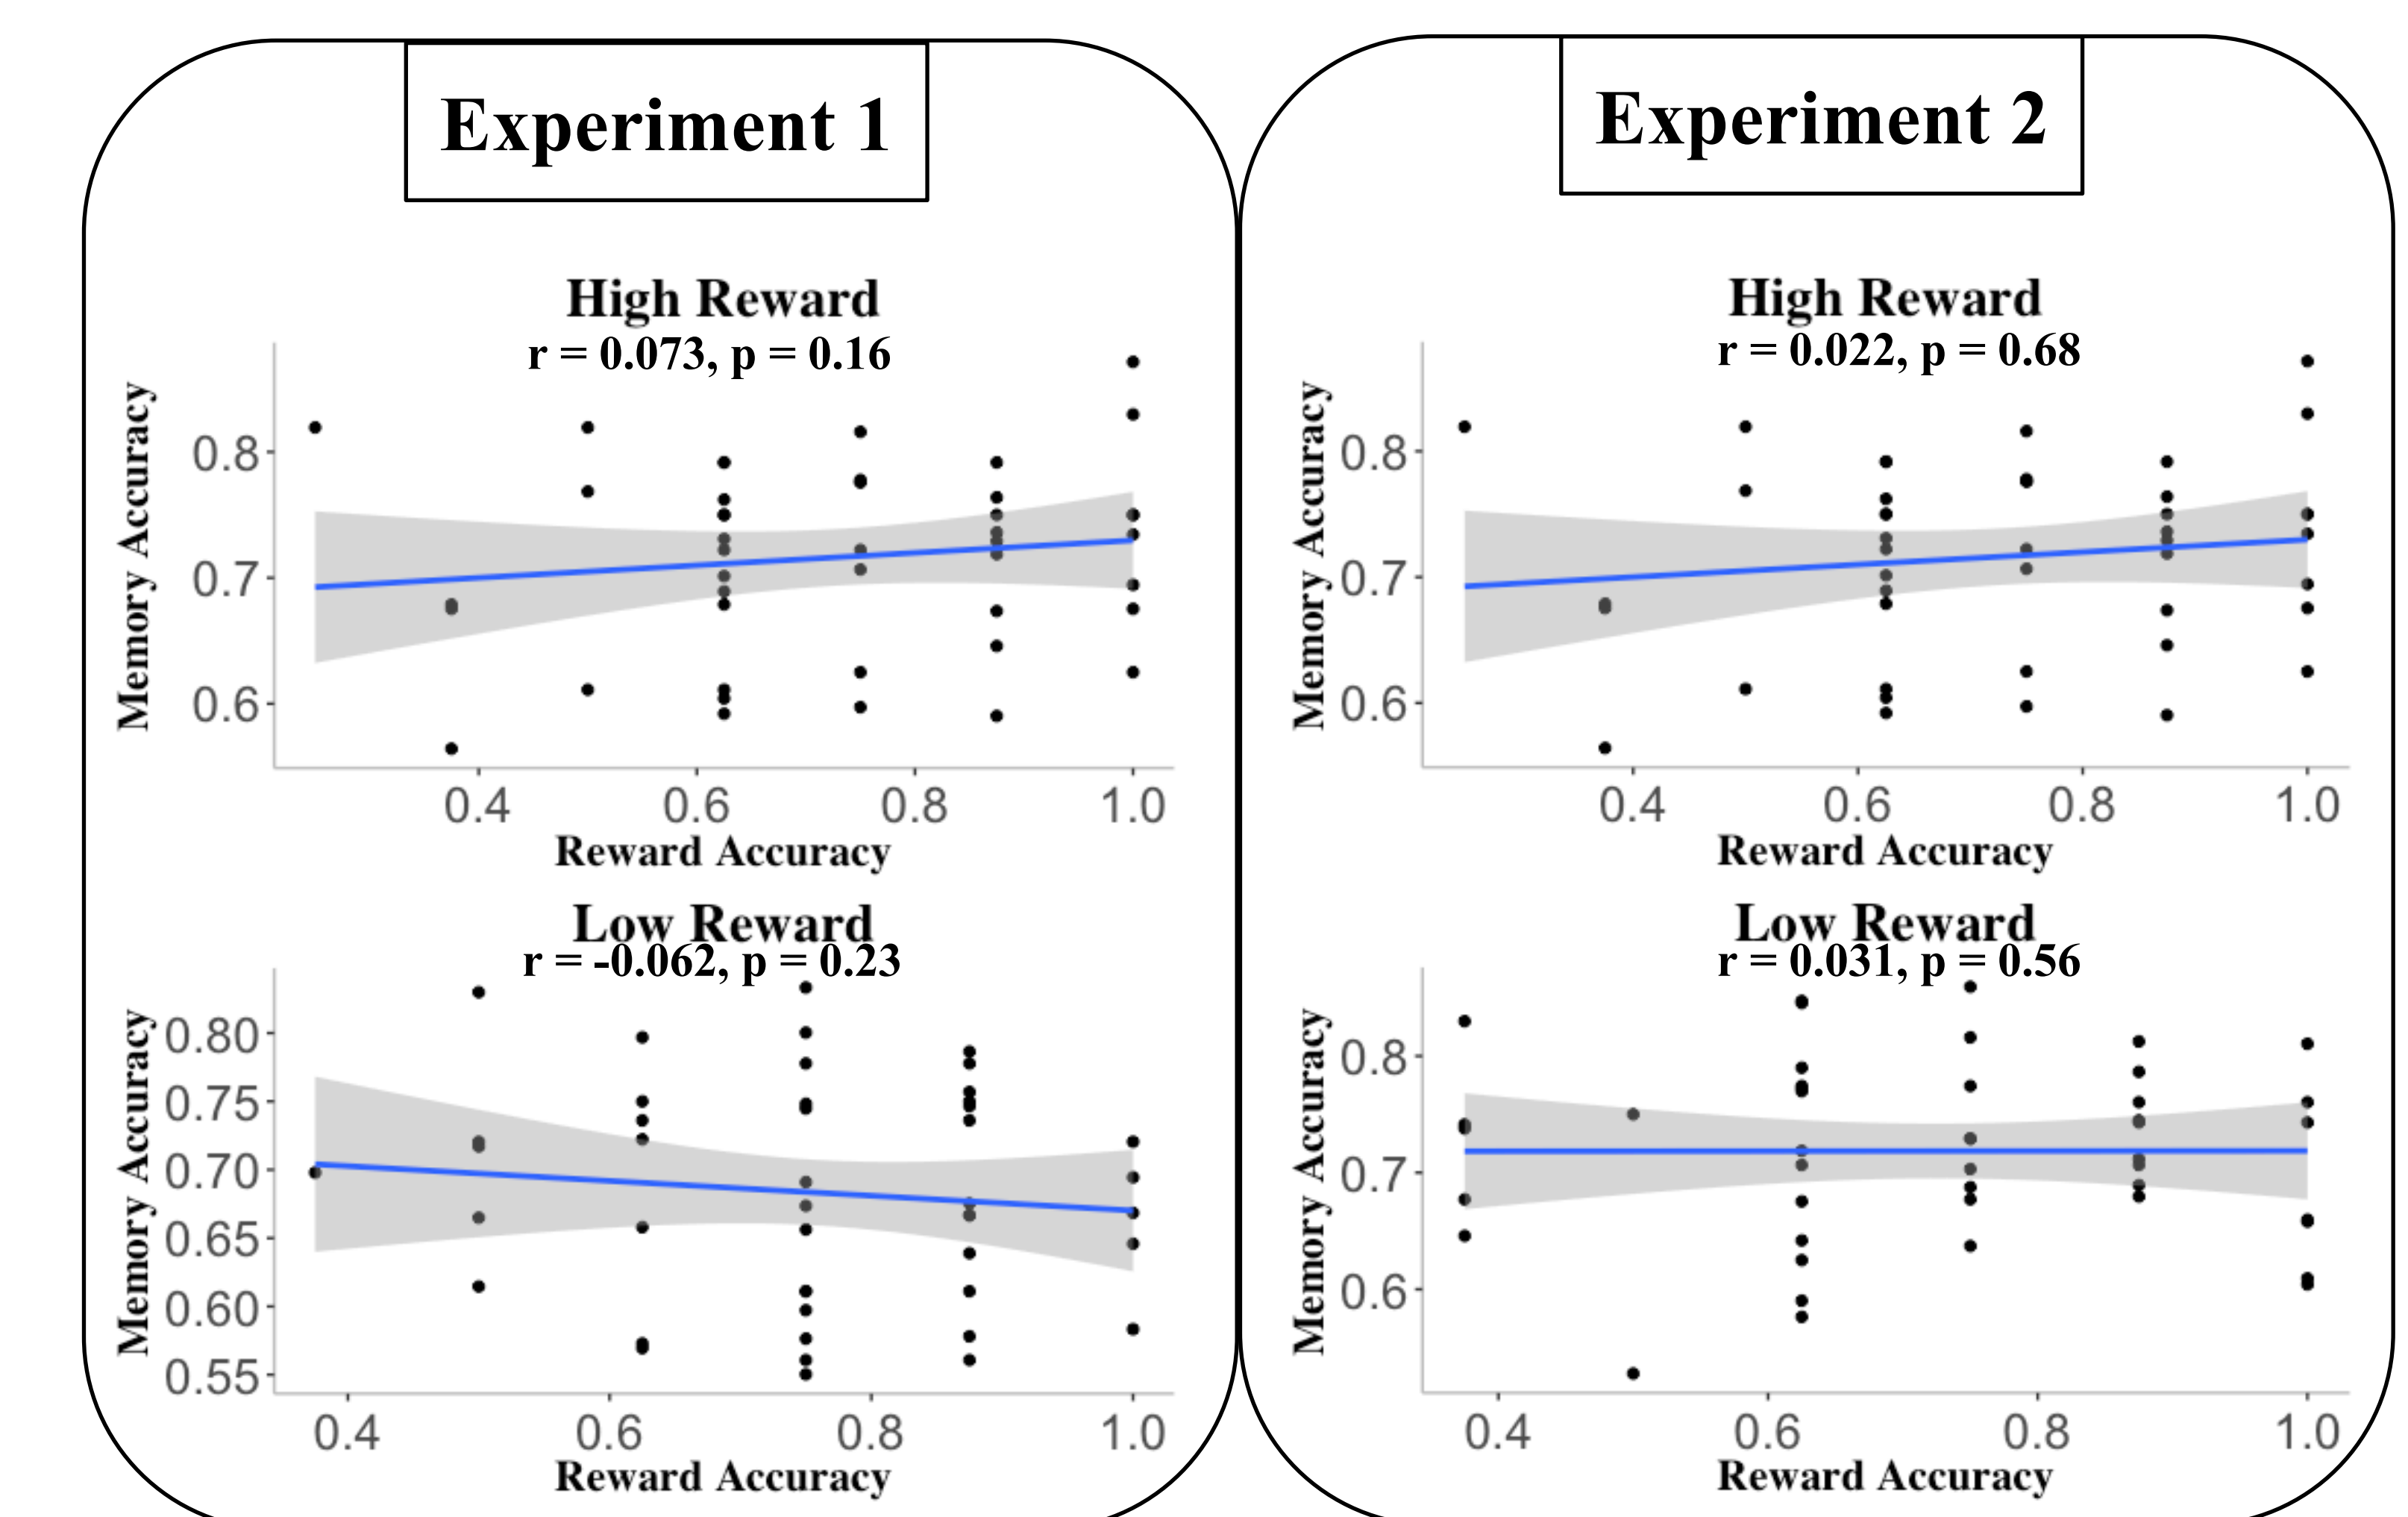 Experiment 1
High Reward
r = 0.073, p = 0.16
Memory Accuracy
0.8
0.7
0.6
0.4 0.6 0.8 1.0
Reward Accuracy
Low Reward
r = -0.062, p = 0.23
Memory Accuracy
0.80
0.75
0.70
0.65
0.60
0.55
0.4 0.6 0.8 1.0
Reward Accuracy
Experiment 2
High Reward
r = 0.022, p = 0.68
Memory Accuracy
0.8
0.7
0.6
0.4 0.6 0.8 1.0
Reward Accuracy
Low Reward
r = 0.031, p = 0.56
Memory Accuracy
0.8
0.7
0.6
0.4 0.6 0.8 1.0
Reward Accuracy